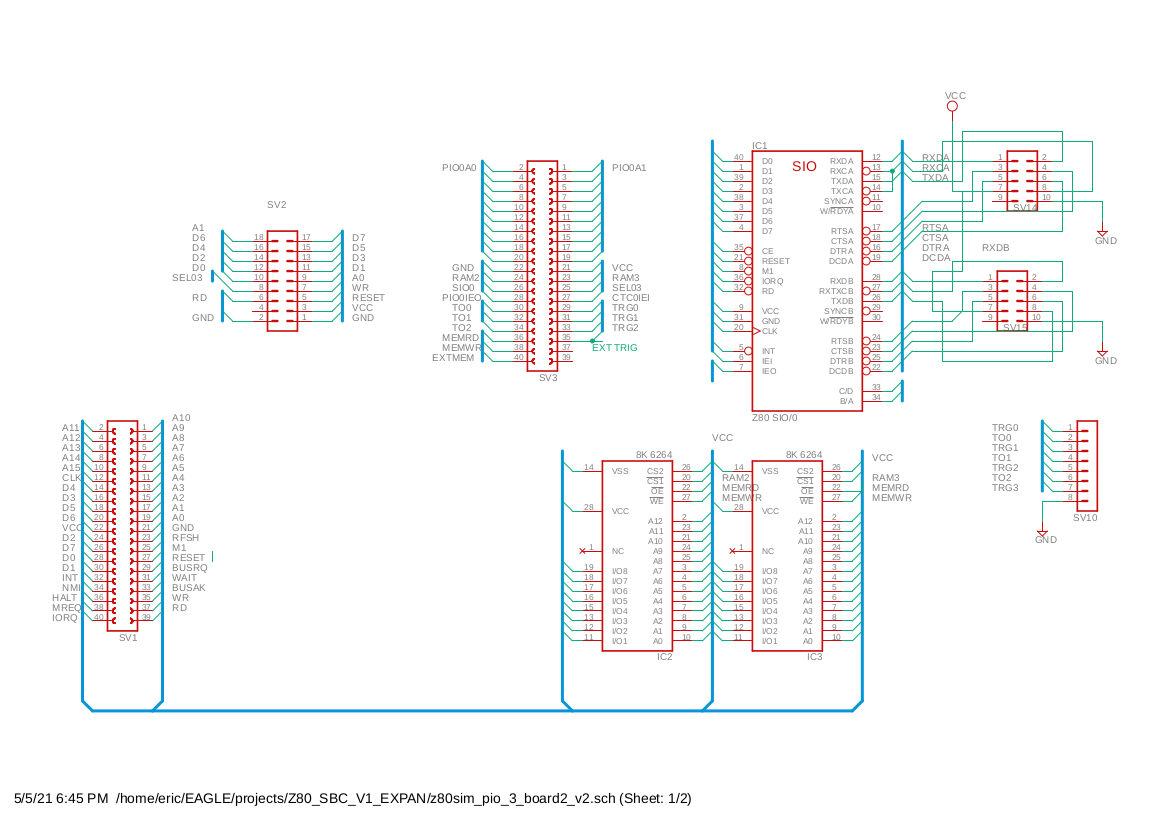 VCC
IC1
SIO
40 D0 RXDA 12 RXDA
1 D1 RXCA 13 RXCA
39 D2 TXDA 15 TXDA
2 D3 TXCA 14
38 D4 SYNCA 11
3 D5 W/RDYA 10
37 D6
4 D7 RTSA 17 RTSA
CTSA 18 CTSA
35 CE DTRA 16 DTRA
21 RESET DCDA 19 DCDA
8 M1
36 IORQ RXDB 28 RXDB
32 RD RXTXCB 27
TXDB 26
9 VCC SYNCB 29
31 GND W/RDYB 30
20 CLK
RTSB 24
5 INT CTSB 23
6 IEI DTRB 25
7 IEO DCDB 22
C/D 33
B/A 34
Z80 SIO/0
1 2
3 4
5 6
7 8
9 10
SV14
GND
1 2
3 4
5 6
7 8
9 10
SV15
GND
PIO0A0 2 1 PIO0A1
4 3
6 5
8 7
10 9
12 11
14 13
16 15
18 17
20 19
GND 22 21 VCC
RAM2 24 23 RAM3
SIO0 26 25 SEL03
PIO0IEO 28 27 CTC0IEI
TO0 30 29 TRG0
TO1 32 31 TRG1
TO2 34 33 TRG2
MEMRD 36 35
MEMWR 38 37 EXT TRIG
EXTMEM 40 39
SV3
SV2
A1
D6 18 17 D7
D4 16 15 D5
D2 14 13 D3
D0 12 11 D1
SEL03 10 9 A0
8 7 WR
RD 6 5 RESET
4 3 VCC
GND 2 1 GND
A10
A11 2 1 A9
A12 4 3 A8
A13 6 5 A7
A14 8 7 A6
A15 10 9 A5
CLK 12 11 A4
D4 14 13 A3
D3 16 15 A2
D5 18 17 A1
D6 20 19 A0
VCC 22 21 GND
D2 24 23 RFSH
D7 26 25 M1
D0 28 27 RESET
D1 30 29 BUSRQ
INT 32 31 WAIT
NMI 34 33 BUSAK
HALT 36 35 WR
MREQ 38 37 RD
IORQ 40 39
SV1
VCC
8K 6264
14 VSS CS2 26
CS1 20 RAM2
OE 22 MEMRD
WE 27 MEMWR
28 VCC
A12 2
A11 23
A10 21
1 NC A9 24
A8 25
19 I/O8 A7 3
18 I/O7 A6 4
17 I/O6 A5 5
16 I/O5 A4 6
15 I/O4 A3 7
13 I/O3 A2 8
12 I/O2 A1 9
11 I/O1 A0 10
IC2
8K 6264
VCC
14 VSS CS2 26
CS1 20 RAM3
OE 22 MEMRD
WE 27 MEMWR
28 VCC
A12 2
A11 23
A10 21
1 NC A9 24
A8 25
19 I/O8 A7 3
18 I/O7 A6 4
17 I/O6 A5 5
16 I/O5 A4 6
15 I/O4 A3 7
13 I/O3 A2 8
12 I/O2 A1 9
11 I/O1 A0 10
IC3
TRG0 1
TO0 2
TRG1 3
TO1 4
TRG2 5
TO2 6
TRG3 7
8
SV10
GND
5/5/21 6:45 PM /home/eric/EAGLE/projects/Z80_SBC_V1_EXPAN/z80sim_pio_3_board2_v2.sch (Sheet: 1/2)